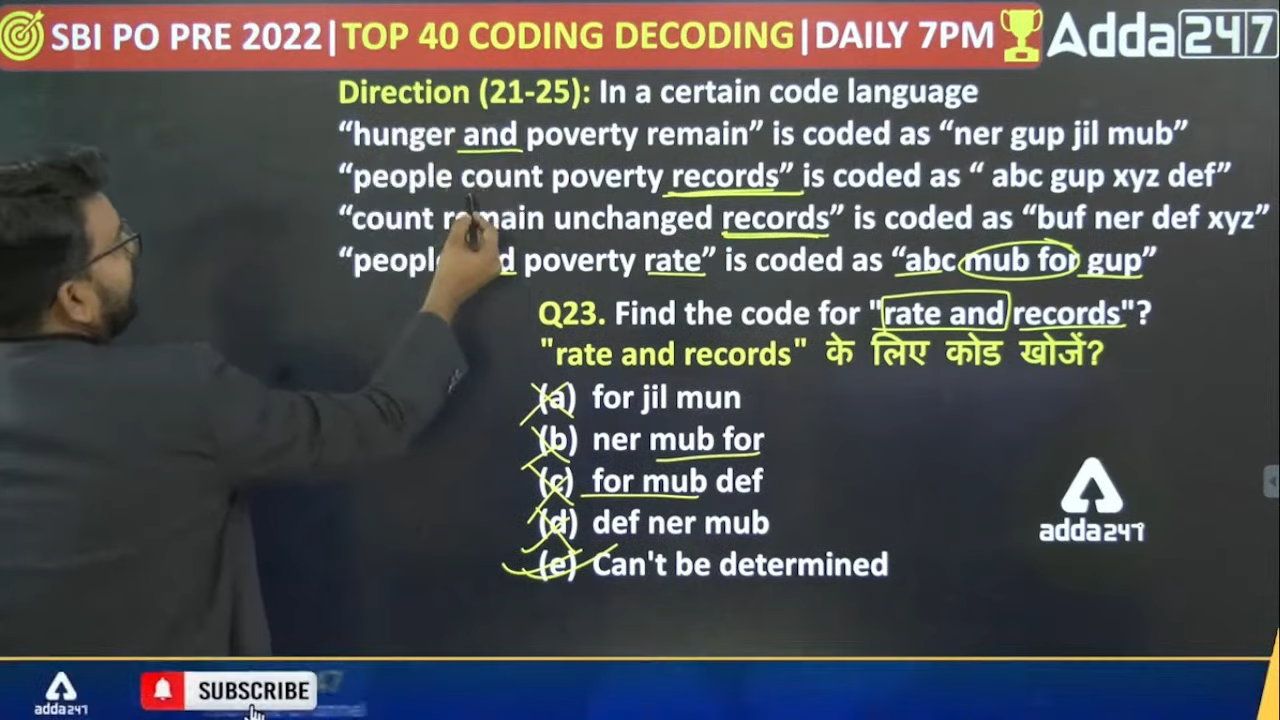 SBI PO PRE 2022|TOP 40 CODING DECODING|DAILY 7PM
Adda247
Direction (21-25): In a certain code language
“hunger and poverty remain” is coded as “ner gup jil mub”
“people count poverty records” is coded as “ abc gup xyz def”
“count remain unchanged records” is coded as “buf ner def xyz”
poverty rate” is coded as “abc mub for gup”
Q23. Find the code for "rate and records"?
"rate and records" के लिए कोड खोजें?
(a) for jil mun
(b) ner mub for
(c) for mub def
(d) def ner mub
(e) Can't be determined
adda247
adda247
SUBSCRIBE